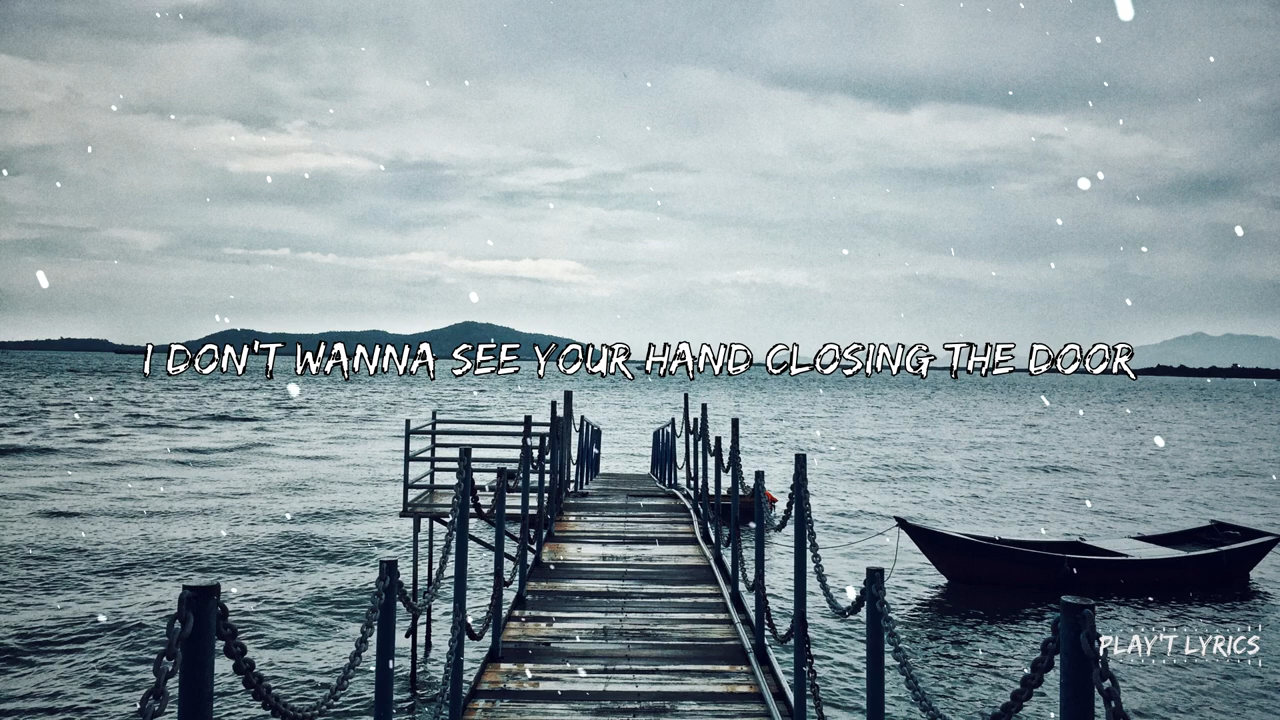 I DON'T WANNA SEE YOUR HAND CLOSING THE DOOR
PLAY'T LYRICS